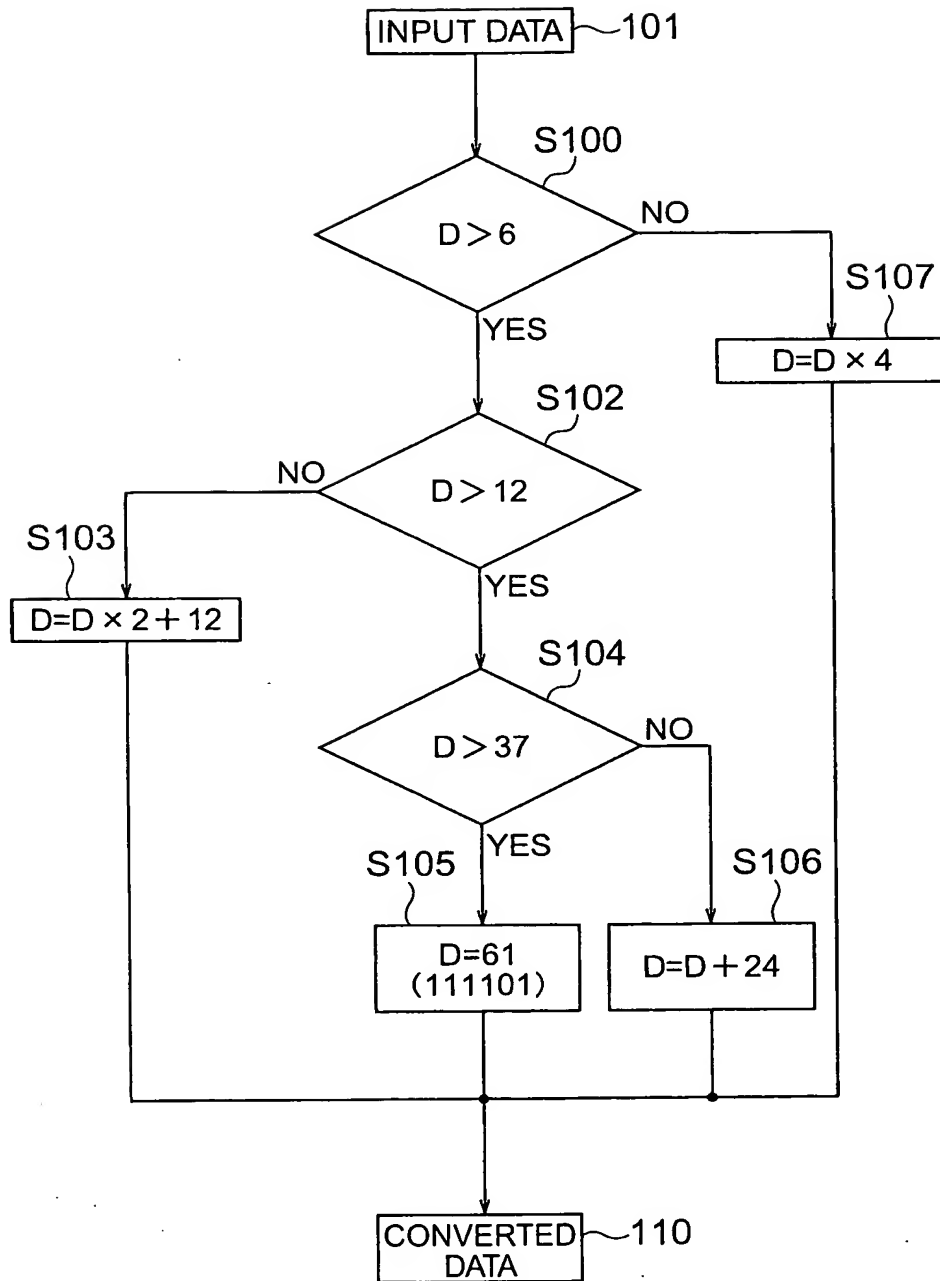 INPUT DATA
101
S100
D > 6
NO
YES
S107
D=D × 4
S102
D > 12
NO
YES
S103
D=D × 2 + 12
S104
D > 37
NO
YES
S105
D=61
(111101)
S106
D=D + 24
CONVERTED
DATA
110